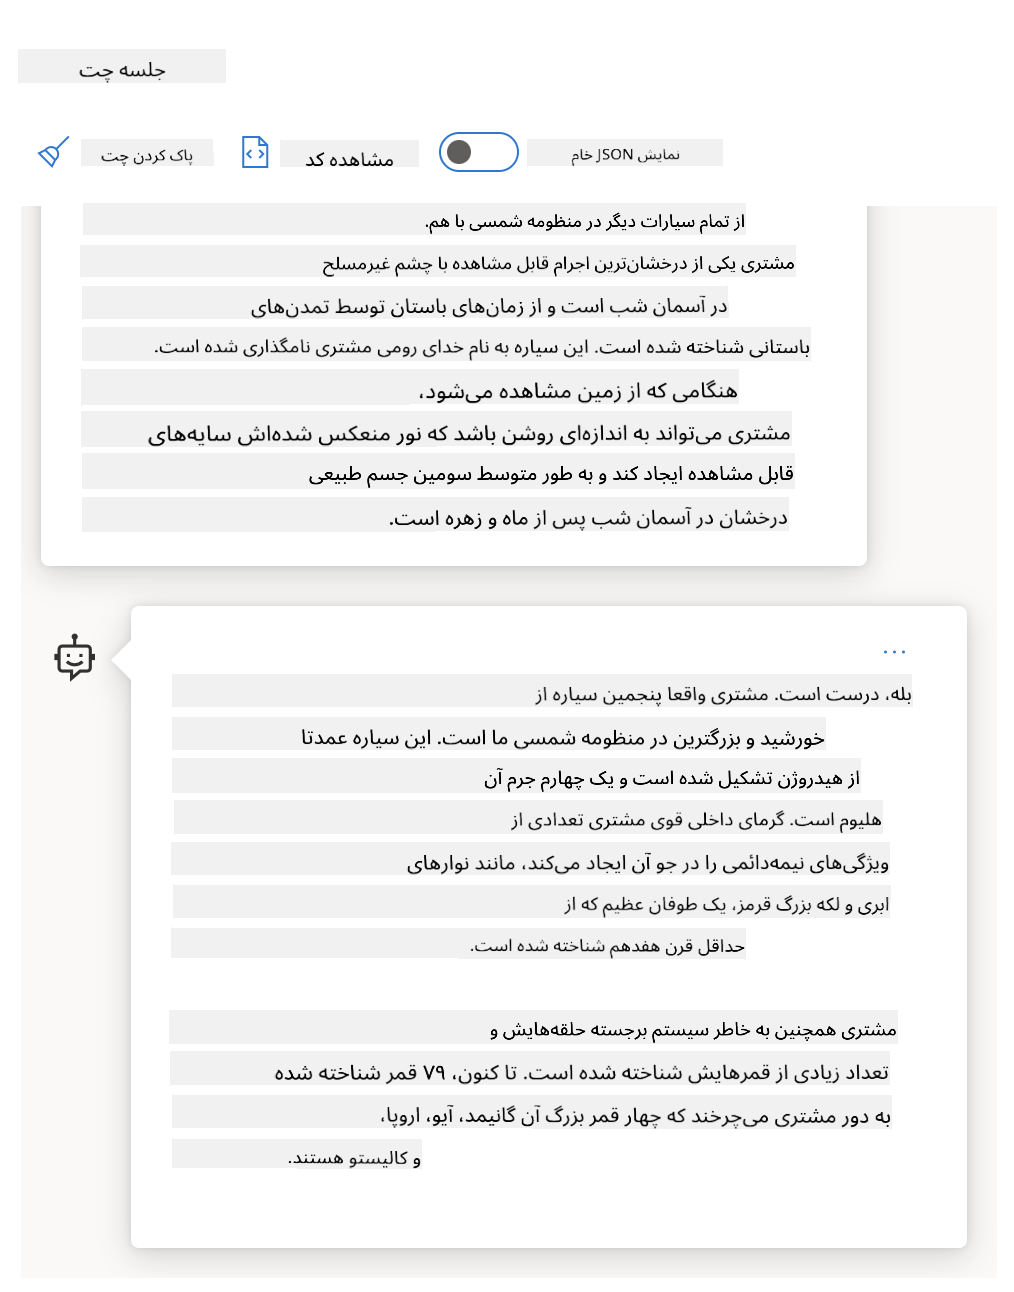 جلسه چت
پاک کردن چت
مشاهده کد
نمایش JSON خام
از تمام سیارات دیگر در منظومه شمسی با هم.
مشتری یکی از درخشان‌ترین اجرام قابل مشاهده با چشم غیرمسلح
در آسمان شب است و از زمان‌های باستان توسط تمدن‌های
باستانی شناخته شده است. این سیاره به نام خدای رومی مشتری نامگذاری شده است.
هنگامی که از زمین مشاهده می‌شود،
مشتری می‌تواند به اندازه‌ای روشن باشد که نور منعکس شده‌اش سایه‌های
قابل مشاهده ایجاد کند و به طور متوسط سومین جسم طبیعی
درخشان در آسمان شب پس از ماه و زهره است.
...
بله، درست است. مشتری واقعا پنجمین سیاره از
خورشید و بزرگترین در منظومه شمسی ما است. این سیاره عمدتا
از هیدروژن تشکیل شده است و یک چهارم جرم آن
هلیوم است. گرمای داخلی قوی مشتری تعدادی از
ویژگی‌های نیمه‌دائمی را در جو آن ایجاد می‌کند، مانند نوارهای
ابری و لکه بزرگ قرمز، یک طوفان عظیم که از
حداقل قرن هفدهم شناخته شده است.
مشتری همچنین به خاطر سیستم برجسته حلقه‌هایش و
تعداد زیادی از قمرهایش شناخته شده است. تا کنون، ۷۹ قمر شناخته شده
به دور مشتری می‌چرخند که چهار قمر بزرگ آن گانیمد، آیو، اروپا،
و کالیستو هستند.